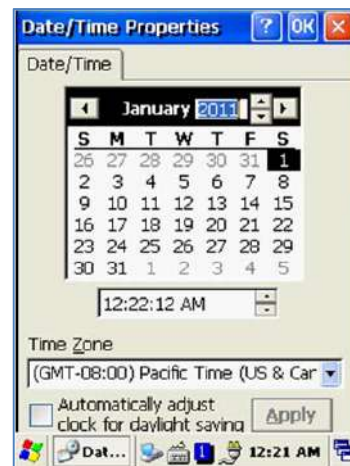 Date/Time Properties ? OK ×
Date/Time
January 2011
S M T W T F S
26 27 28 29 30 31 1
2 3 4 5 6 7 8
9 10 11 12 13 14 15
16 17 18 19 20 21 22
23 24 25 26 27 28 29
30 31 1 2 3 4 5
12:22:12 AM
Time Zone
(GMT-08:00) Pacific Time (US & Car
Automatically adjust
clock for daylight saving
Apply
Dat... 1 12:21 AM